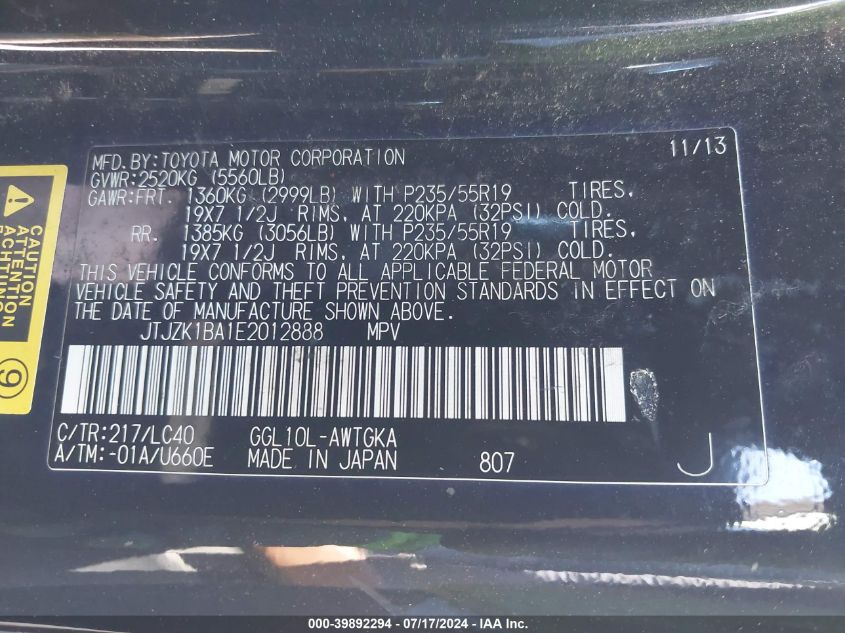 MFD.BY:TOYOTA MOTOR CORPORATION 11/13
GVWR:2520KG (5560LB)
GAWR:FRT. 1360KG (2999LB) WITH P235/55R19 TIRES,
19X7 1/2J RIMS, AT 220KPA (32PSI) COLD.
RR. 1385KG (3056LB) WITH P235/55R19 TIRES,
19X7 1/2J RIMS, AT 220KPA (32PSI) COLD.
THIS VEHICLE CONFORMS TO ALL APPLICABLE FEDERAL MOTOR
VEHICLE SAFETY AND THEFT PREVENTION STANDARDS IN EFFECT ON
THE DATE OF MANUFACTURE SHOWN ABOVE.
JTJZK1BA1E2012888 MPV
C/TR:217/LC40 GGL10L-AWTGKA
A/TM:-01A/U660E MADE IN JAPAN 807 J
CAUTION
ATTENTION
ACHTUNG
9
000-39892294 - 07/17/2024 - IAA Inc.